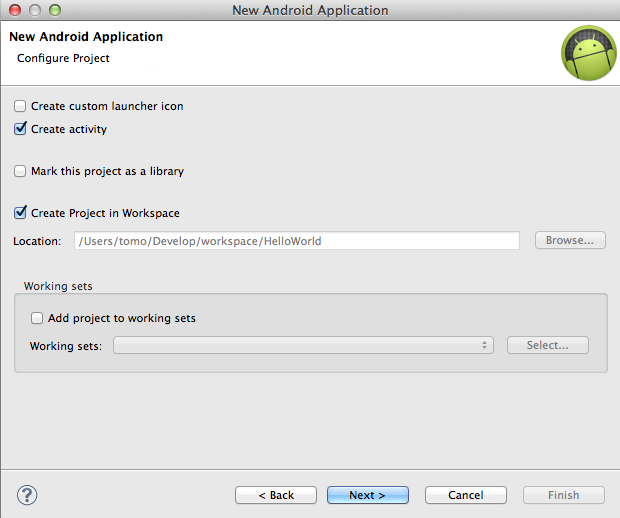 New Android Application
New Android Application
Configure Project
Create custom launcher icon
Create activity
Mark this project as a library
Create Project in Workspace
Location: /Users/tomo/Develop/workspace/HelloWorld Browse...
Working sets
Add project to working sets
Working sets: Select...
? < Back Next > Cancel Finish